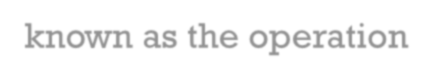 known as the operation